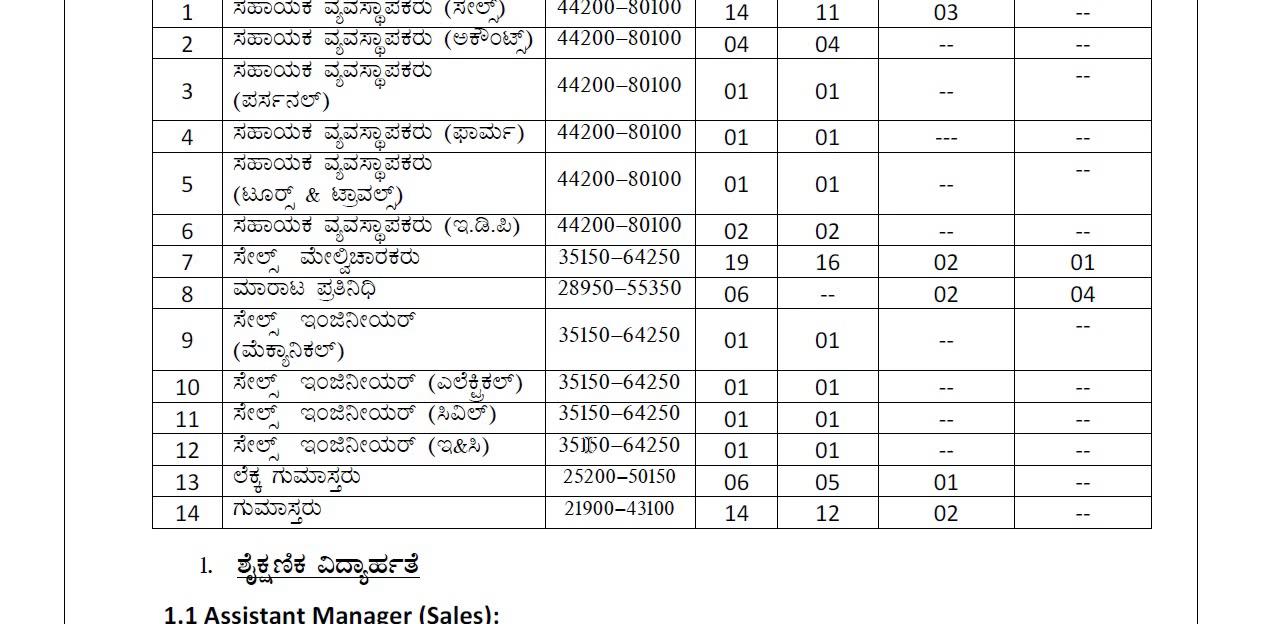 1 ಸಹಾಯಕ ವ್ಯವಸ್ಥಾಪಕರು (ಸೇಲ್ಸ್) 44200–80100 14 11 03 --
2 ಸಹಾಯಕ ವ್ಯವಸ್ಥಾಪಕರು (ಅಕೌಂಟ್ಸ್) 44200–80100 04 04 -- --
3 ಸಹಾಯಕ ವ್ಯವಸ್ಥಾಪಕರು
(ಪರ್ಸನಲ್) 44200–80100 01 01 -- --
4 ಸಹಾಯಕ ವ್ಯವಸ್ಥಾಪಕರು (ಫಾರ್ಮ) 44200–80100 01 01 --- --
5 ಸಹಾಯಕ ವ್ಯವಸ್ಥಾಪಕರು
(ಟೂರ್ಸ್ & ಟ್ರಾವಲ್ಸ್) 44200–80100 01 01 -- --
6 ಸಹಾಯಕ ವ್ಯವಸ್ಥಾಪಕರು (ಇ.ಡಿ.ಪಿ) 44200–80100 02 02 -- --
7 ಸೇಲ್ಸ್ ಮೇಲ್ವಿಚಾರಕರು 35150–64250 19 16 02 01
8 ಮಾರಾಟ ಪ್ರತಿನಿಧಿ 28950–55350 06 -- 02 04
9 ಸೇಲ್ಸ್ ಇಂಜಿನೀಯರ್
(ಮೆಕ್ಯಾನಿಕಲ್) 35150–64250 01 01 -- --
10 ಸೇಲ್ಸ್ ಇಂಜಿನೀಯರ್ (ಎಲೆಕ್ಟ್ರಿಕಲ್) 35150–64250 01 01 -- --
11 ಸೇಲ್ಸ್ ಇಂಜಿನೀಯರ್ (ಸಿವಿಲ್) 35150–64250 01 01 -- --
12 ಸೇಲ್ಸ್ ಇಂಜಿನೀಯರ್ (ಇ&ಸಿ) 35150–64250 01 01 -- --
13 ಲೆಕ್ಕ ಗುಮಾಸ್ತರು 25200–50150 06 05 01 --
14 ಗುಮಾಸ್ತರು 21900–43100 14 12 02 --
1. ಶೈಕ್ಷಣಿಕ ವಿದ್ಯಾರ್ಹತೆ
1.1 Assistant Manager (Sales):